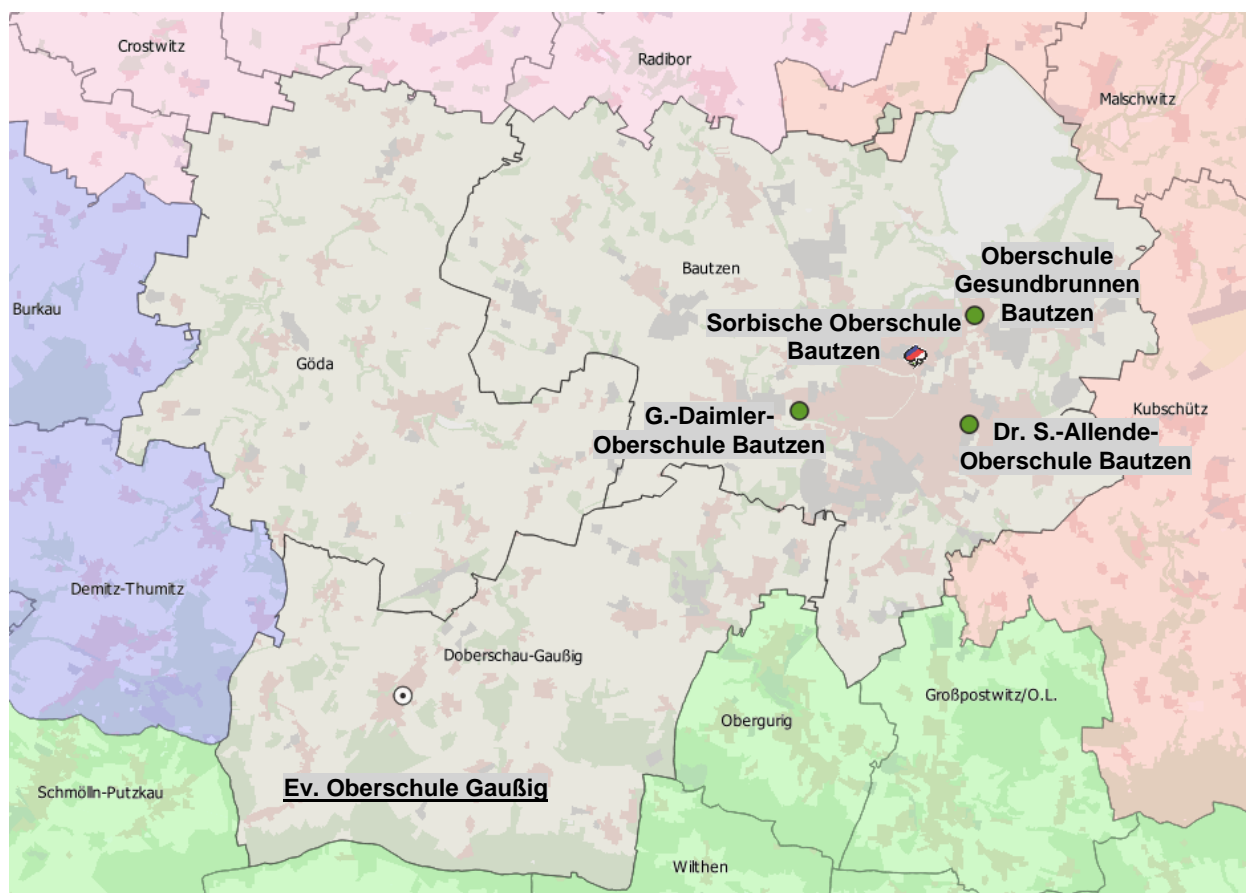 Crostwitz
Radibor
Malschwitz
Oberschule
Gesundbrunnen
Bautzen
Bautzen
Sorbische Oberschule
Bautzen
Burkau
Göda
G.-Daimler-
Oberschule Bautzen
Kubschütz
Dr. S.-Allende-
Oberschule Bautzen
Demitz-Thumitz
Doberschau-Gaußig
Großpostwitz/O.L.
Obergurig
Ev. Oberschule Gaußig
Schmölln-Putzkau
Wilthen